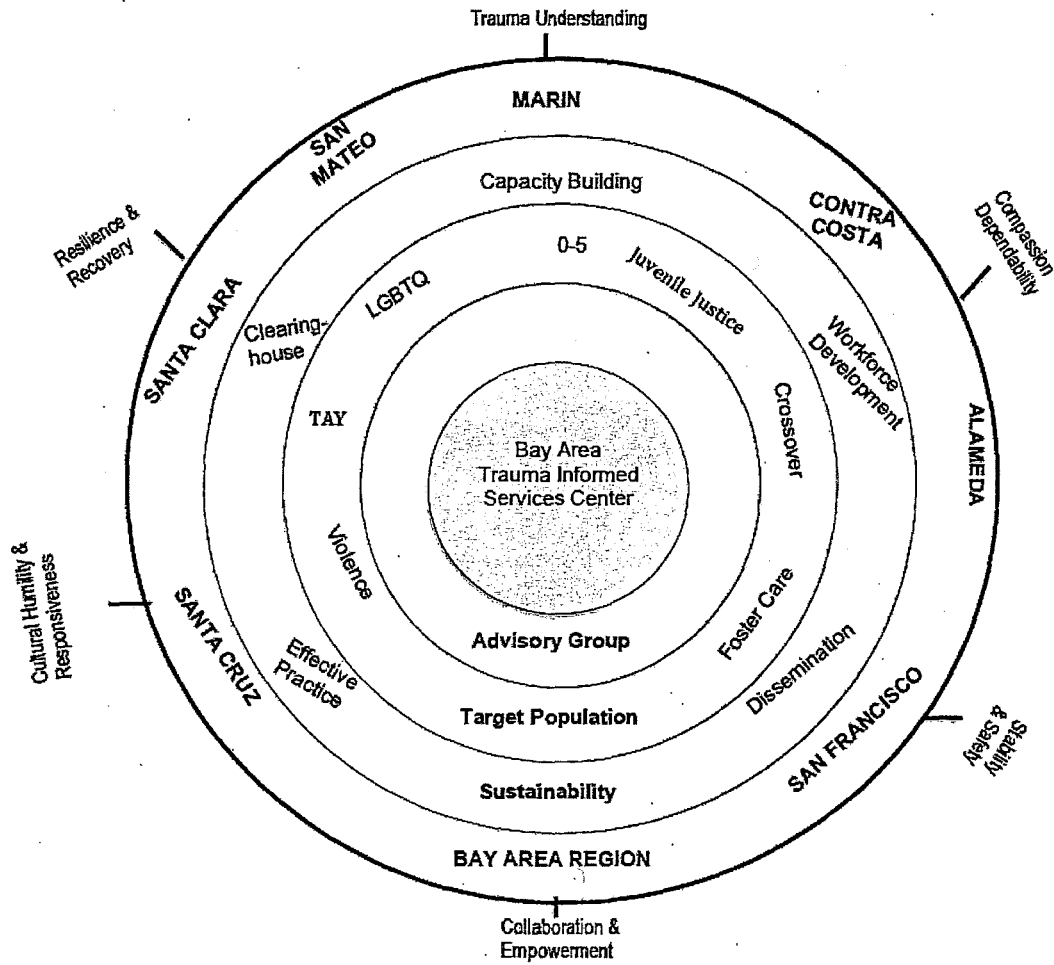 Trauma Understanding
MARIN
SAN
MATEO
CONTRA
COSTA
Capacity Building
Compassion
Dependability
Resilience &
Recovery
0-5
Juvenile Justice
LGBTQ
SANTA CLARA
Clearing-
house
Workforce
Development
TAY
Crossover
ALAMEDA
Bay Area
Trauma Informed
Services Center
Violence
Cultural Humility &
Responsiveness
SANTA CRUZ
Effective
Practice
Advisory Group
Foster Care
Dissemination
SAN FRANCISCO
Stability
& Safety
Target Population
Sustainability
BAY AREA REGION
Collaboration &
Empowerment